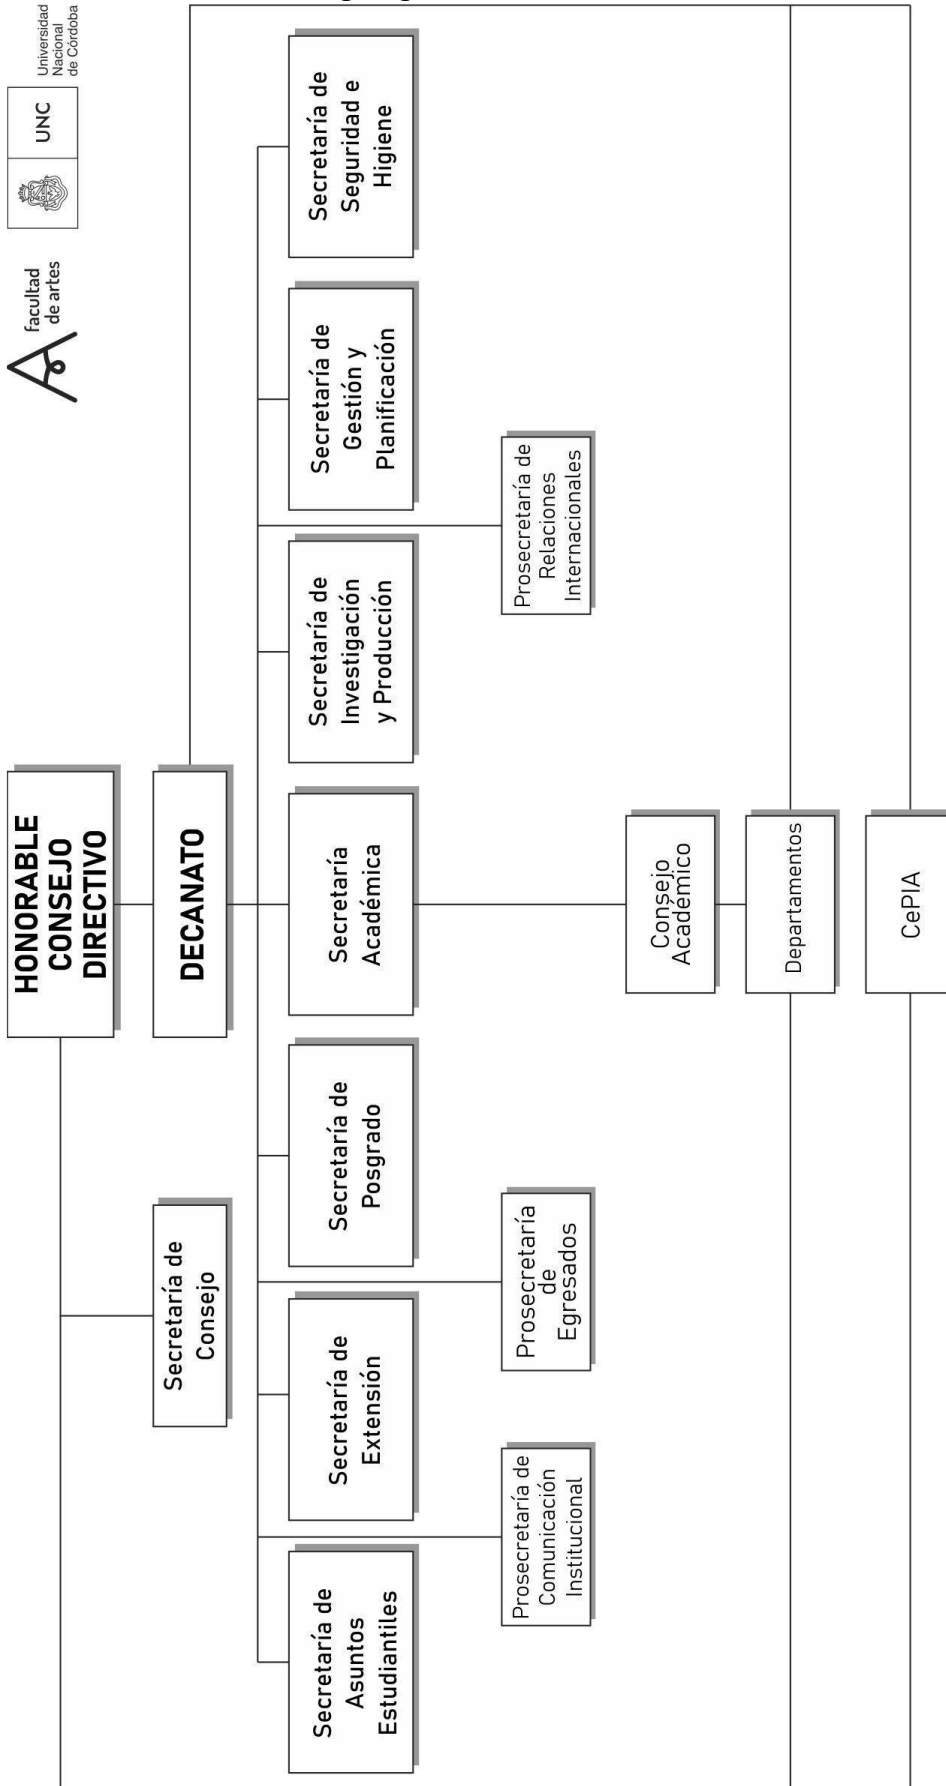 HONORABLE
CONSEJO
DIRECTIVO
facultad
de artes
UNC
Universidad
Nacional
de Córdoba
Secretaría de
Consejo
DECANATO
Secretaría de
Asuntos
Estudiantiles
Secretaría de
Extensión
Secretaría de
Posgrado
Secretaría
Académica
Secretaría de
Investigación
y Producción
Secretaría de
Gestión y
Planificación
Secretaría de
Seguridad e
Higiene
Prosecretaría de
Comunicación
Institucional
Prosecretaría
de
Egresados
Prosecretaría de
Relaciones
Internacionales
Consejo
Académico
Departamentos
CePIA